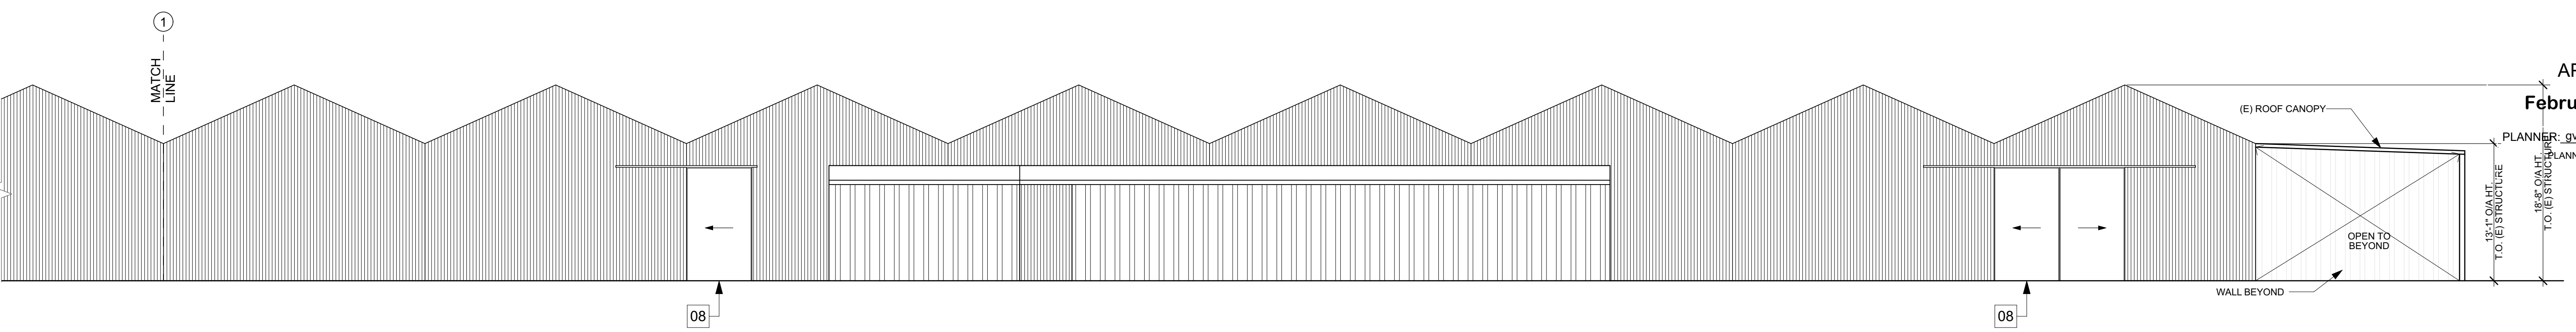 1
MATCH
LINE
(E) ROOF CANOPY
Febru
PLANNER: gv
OPEN TO
BEYOND
WALL BEYOND
13'-1" O/A HT.
T.O. (E) STRUCTURE
18'-8" O/A HT.
T.O. (E) STRUCTURE
08
08